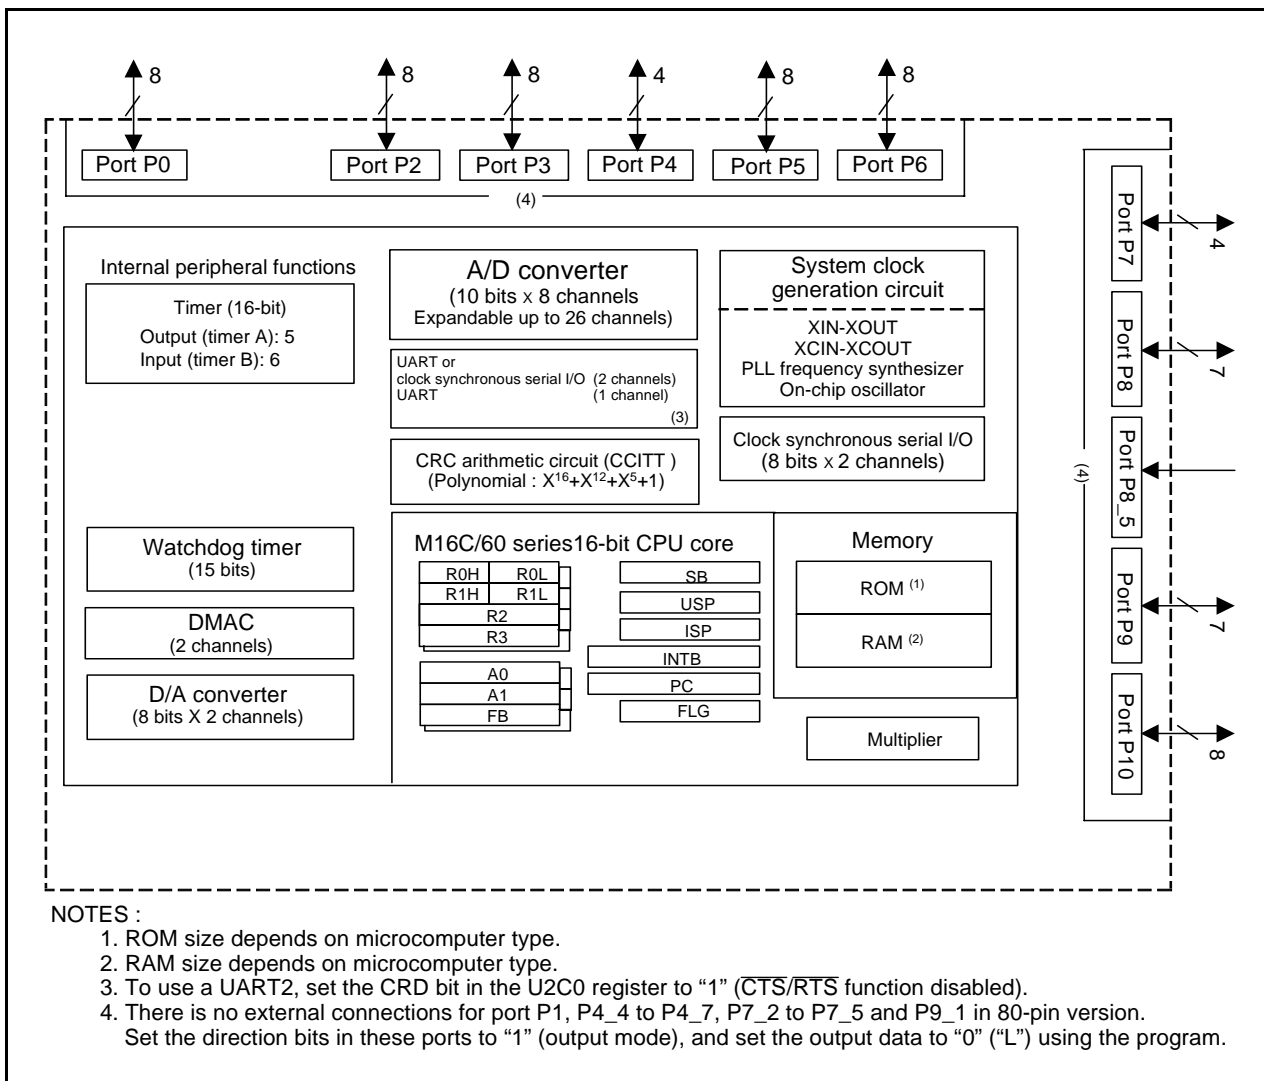 8
8
8
4
8
8
Port P0
Port P2
Port P3
Port P4
Port P5
Port P6
(4)
Port P7
4
Port P8
7
Port P8_5
(4)
Port P9
7
Port P10
8
Internal peripheral functions
Timer (16-bit)
Output (timer A): 5
Input (timer B): 6
A/D converter
(10 bits x 8 channels
Expandable up to 26 channels)
UART or
clock synchronous serial I/O (2 channels)
UART (1 channel)
(3)
CRC arithmetic circuit (CCITT )
(Polynomial : X16+X12+X5+1)
System clock
generation circuit
XIN-XOUT
XCIN-XCOUT
PLL frequency synthesizer
On-chip oscillator
Clock synchronous serial I/O
(8 bits x 2 channels)
Watchdog timer
(15 bits)
DMAC
(2 channels)
D/A converter
(8 bits X 2 channels)
M16C/60 series16-bit CPU core
R0H R0L
R1H R1L
R2
R3
A0
A1
FB
SB
USP
ISP
INTB
PC
FLG
Memory
ROM (1)
RAM (2)
Multiplier
NOTES :
1. ROM size depends on microcomputer type.
2. RAM size depends on microcomputer type.
3. To use a UART2, set the CRD bit in the U2C0 register to “1” (CTS/RTS function disabled).
4. There is no external connections for port P1, P4_4 to P4_7, P7_2 to P7_5 and P9_1 in 80-pin version.
Set the direction bits in these ports to “1” (output mode), and set the output data to “0” (“L”) using the program.